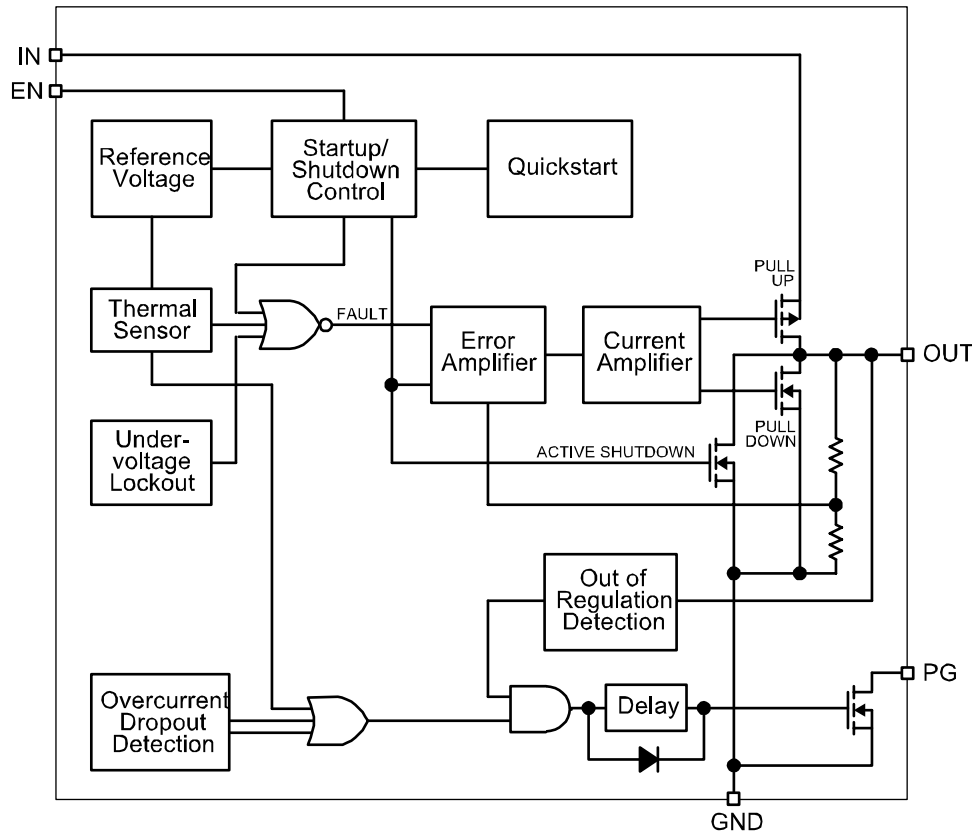 IN
EN
Reference
Voltage
Startup/
Shutdown
Control
Quickstart
PULL
UP
Thermal
Sensor
FAULT
Error
Amplifier
Current
Amplifier
OUT
PULL
DOWN
Under-
voltage
Lockout
ACTIVE SHUTDOWN
Out of
Regulation
Detection
PG
Overcurrent
Dropout
Detection
Delay
GND